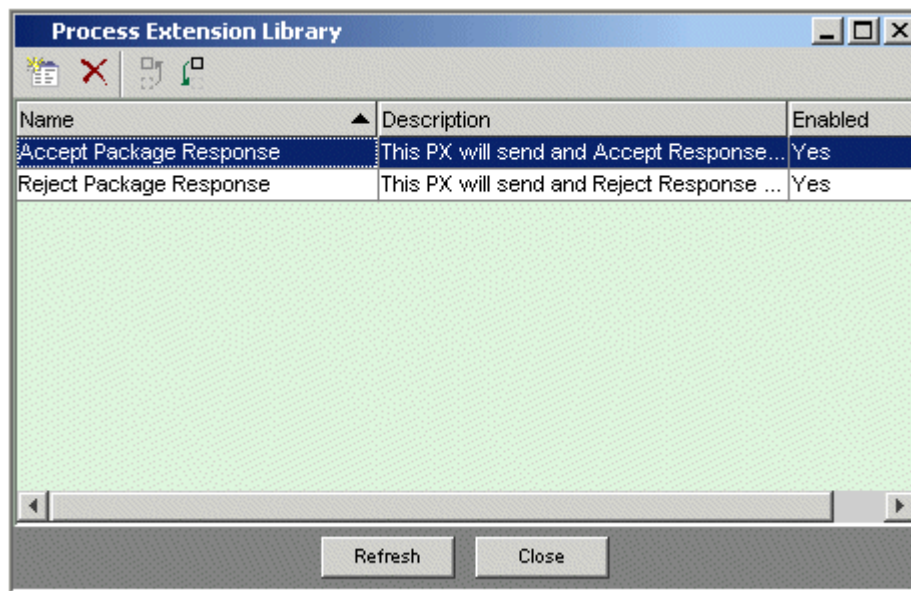 Process Extension Library
Name Description Enabled
Accept Package Response This PX will send and Accept Response... Yes
Reject Package Response This PX will send and Reject Response ... Yes
Refresh Close